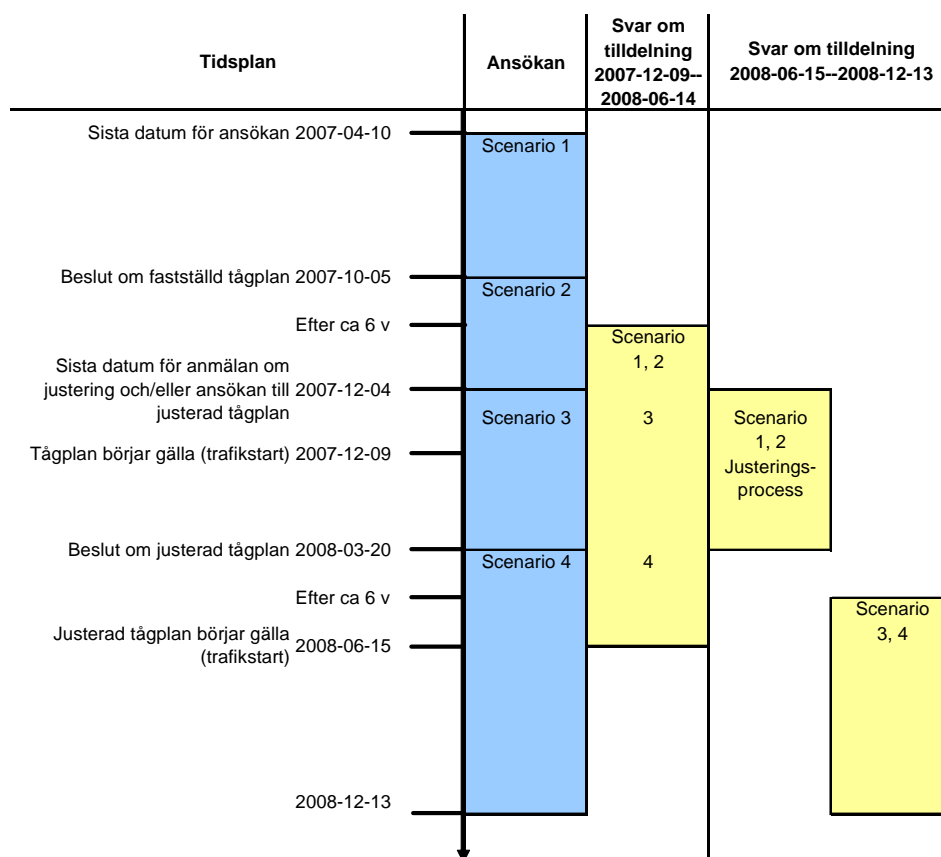 Tidsplan
Ansökan
Svar om
tilldelning
2007-12-09--
2008-06-14
Svar om tilldelning
2008-06-15--2008-12-13
Sista datum för ansökan 2007-04-10
Scenario 1
Beslut om fastställd tågplan 2007-10-05
Scenario 2
Efter ca 6 v
Scenario
1, 2
Sista datum för anmälan om
justering och/eller ansökan till 2007-12-04
justerad tågplan
Scenario 3
3
Scenario
1, 2
Justerings-
process
Tågplan börjar gälla (trafikstart) 2007-12-09
Beslut om justerad tågplan 2008-03-20
Scenario 4
4
Efter ca 6 v
Scenario
3, 4
Justerad tågplan börjar gälla
(trafikstart) 2008-06-15
2008-12-13